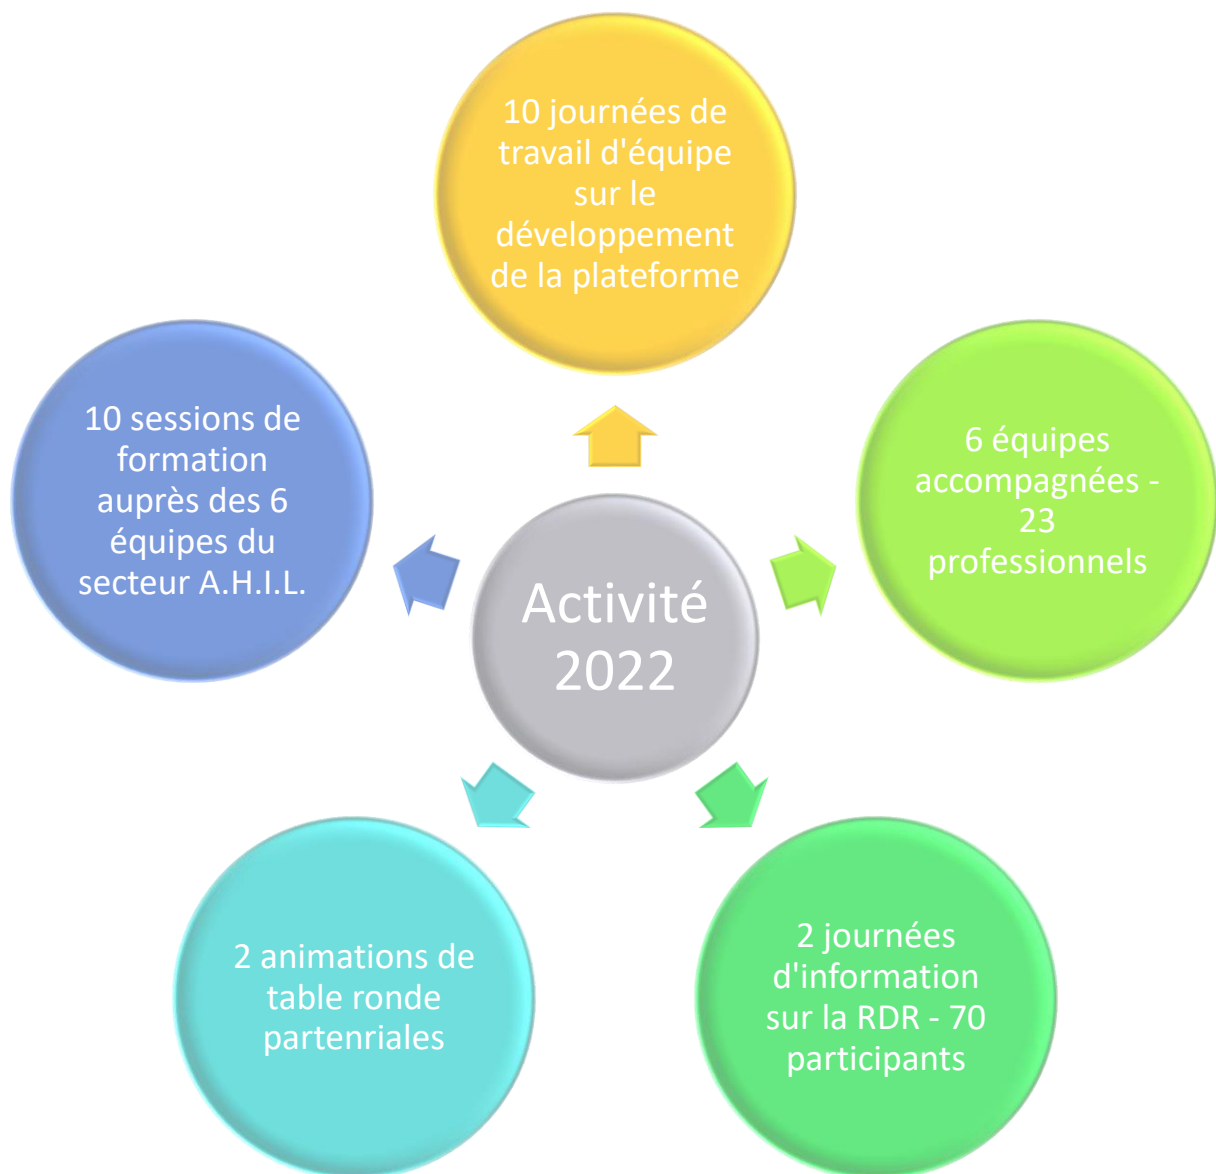 10 journées de
travail d'équipe
sur le
développement
de la plateforme
10 sessions de
formation
auprès des 6
équipes du
secteur A.H.I.L.
6 équipes
accompagnées -
23
professionnels
Activité
2022
2 animations de
table ronde
partenriales
2 journées
d'information
sur la RDR - 70
participants